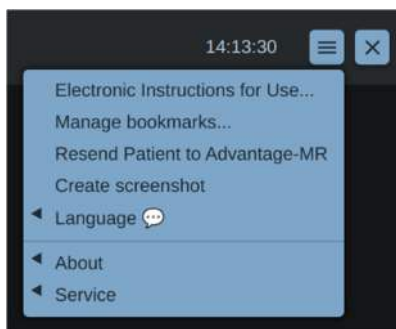 14:13:30
Electronic Instructions for Use...
Manage bookmarks...
Resend Patient to Advantage-MR
Create screenshot
Language 💬
About
Service